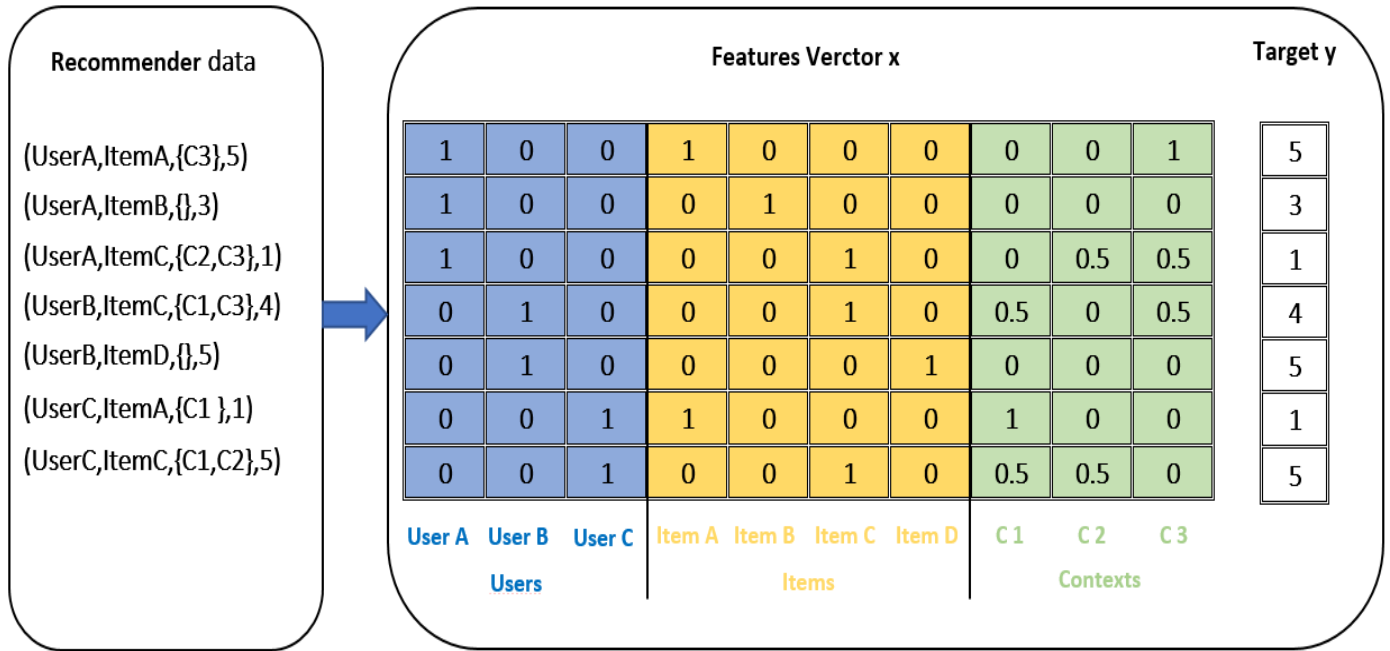 Recommender data
(UserA,ItemA,{C3},5)
(UserA,ItemB,{},3)
(UserA,ItemC,{C2,C3},1)
(UserB,ItemC,{C1,C3},4)
(UserB,ItemD,{},5)
(UserC,ItemA,{C1 },1)
(UserC,ItemC,{C1,C2},5)
Features Verctor x Target y
1 0 0 1 0 0 0 0 0 1 5
1 0 0 0 1 0 0 0 0 0 3
1 0 0 0 0 1 0 0 0.5 0.5 1
0 1 0 0 0 1 0 0.5 0 0.5 4
0 1 0 0 0 0 1 0 0 0 5
0 0 1 1 0 0 0 1 0 0 1
0 0 1 0 0 1 0 0.5 0.5 0 5
User A User B User C Item A Item B Item C Item D C 1 C 2 C 3
Users Items Contexts